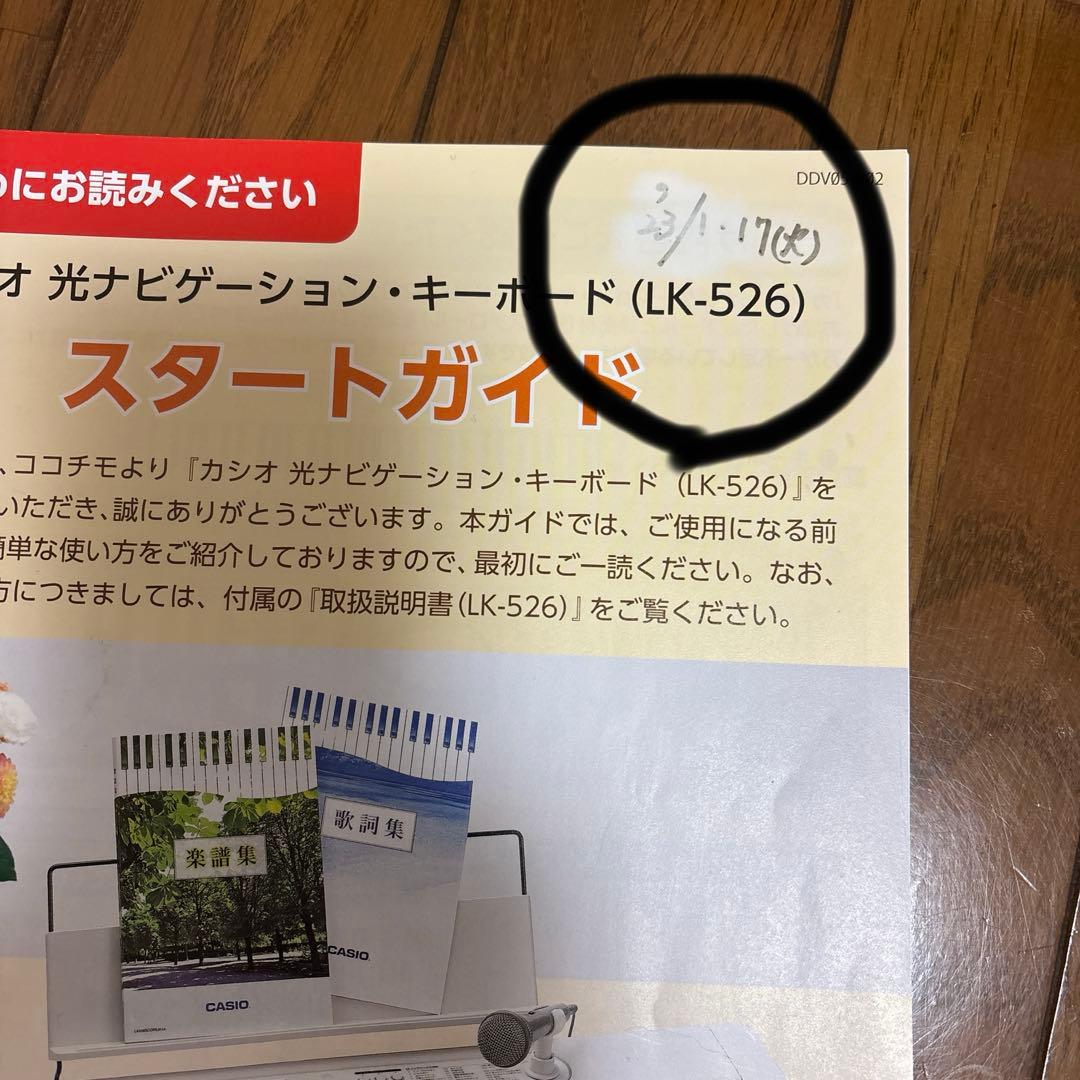 DDV0
'23/1・17(火)
めにお読みください
オ 光ナビゲーション・キーボード(LK-526)
スタートガイド
、ココチモより『カシオ 光ナビゲーション・キーボード（LK-526）』を
いただき、誠にありがとうございます。本ガイドでは、ご使用になる前
簡単な使い方をご紹介しておりますので、最初にご一読ください。なお、
方につきましては、付属の『取扱説明書(LK-526)』をご覧ください。
歌詞集
楽譜集
CASIO
CASIO